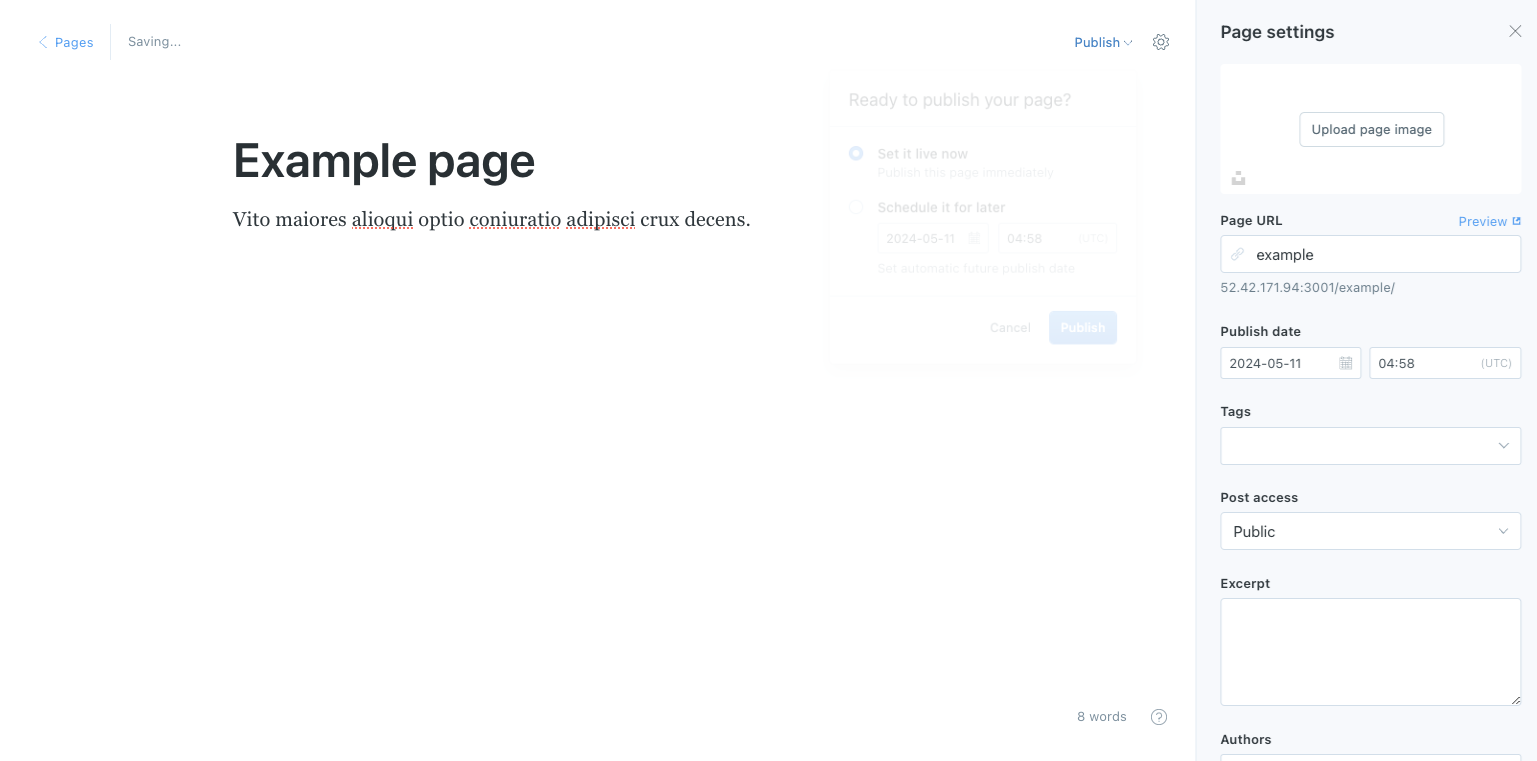 Pages
Saving...
Publish
Example page
Vito maiores alioqui optio coniuratio adipisci crux decens.
Ready to publish your page?
Set it live now
Publish this page immediately
Schedule it for later
2024-05-11
04:58
(UTC)
Set automatic future publish date
Cancel
Publish
8 words
Page settings
Upload page image
Page URL
Preview
example
52.42.171.94:3001/example/
Publish date
2024-05-11
04:58
(UTC)
Tags
Post access
Public
Excerpt
Authors